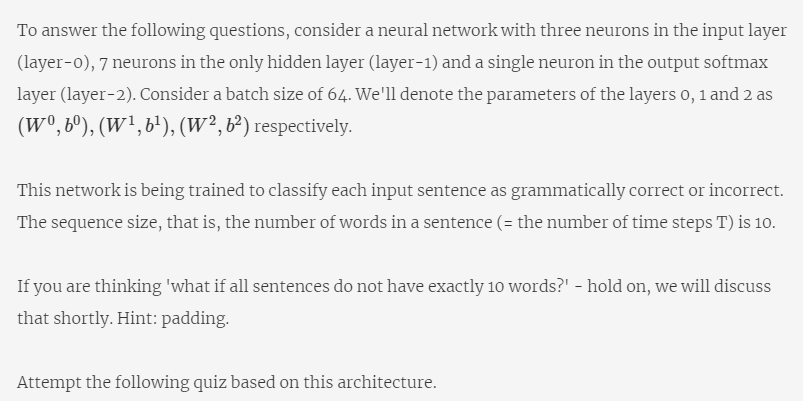 To answer the following questions, consider a neural network with three neurons in the input layer
(layer-0), 7 neurons in the only hidden layer (layer-1) and a single neuron in the output softmax
layer (layer-2). Consider a batch size of 64. We'll denote the parameters of the layers 0, 1 and 2 as
(W⁰, b⁰), (W¹, b¹), (W², b²) respectively.
This network is being trained to classify each input sentence as grammatically correct or incorrect.
The sequence size, that is, the number of words in a sentence (= the number of time steps T) is 10.
If you are thinking 'what if all sentences do not have exactly 10 words?' - hold on, we will discuss
that shortly. Hint: padding.
Attempt the following quiz based on this architecture.